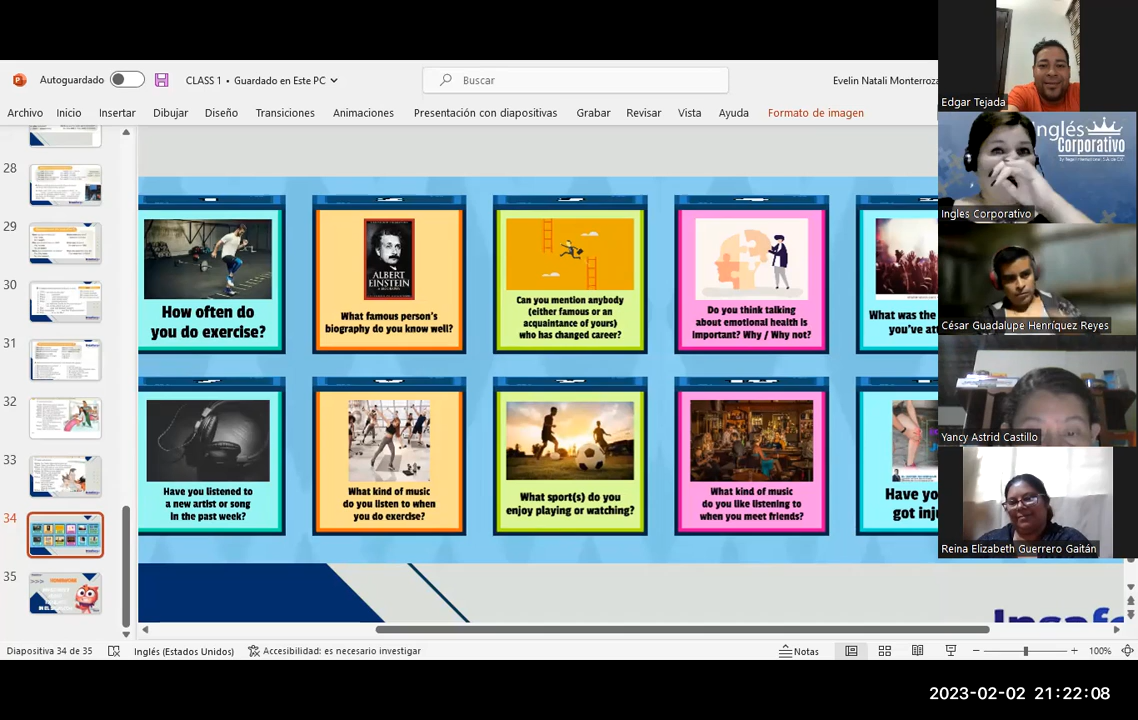 Autoguardado
CLASS 1 • Guardado en Este PC
Buscar
Evelin Natali Monterroza
Archivo Inicio Insertar Dibujar Diseño Transiciones Animaciones Presentación con diapositivas Grabar Revisar Vista Ayuda Formato de imagen
Edgar Tejada
Inglés
Corporativo
Ingles Corporativo
César Guadalupe Henríquez Reyes
Yancy Astrid Castillo
Reina Elizabeth Guerrero Gaitán
28
29
30
31
32
33
34
35
How often do
you do exercise?
ALBERT
EINSTEIN
What famous person's
biography do you know well?
Can you mention anybody
(either famous or an
acquaintance of yours)
who has changed career?
Do you think talking
about emotional health is
important? Why / Why not?
What was the
you've att
Have you listened to
a new artist or song
in the past week?
What kind of music
do you listen to when
you do exercise?
What sport(s) do you
enjoy playing or watching?
What kind of music
do you like listening to
when you meet friends?
Have yo
got inju
Diapositiva 34 de 35
Inglés (Estados Unidos)
Accesibilidad: es necesario investigar
Notas
100%
2023-02-02 21:22:08